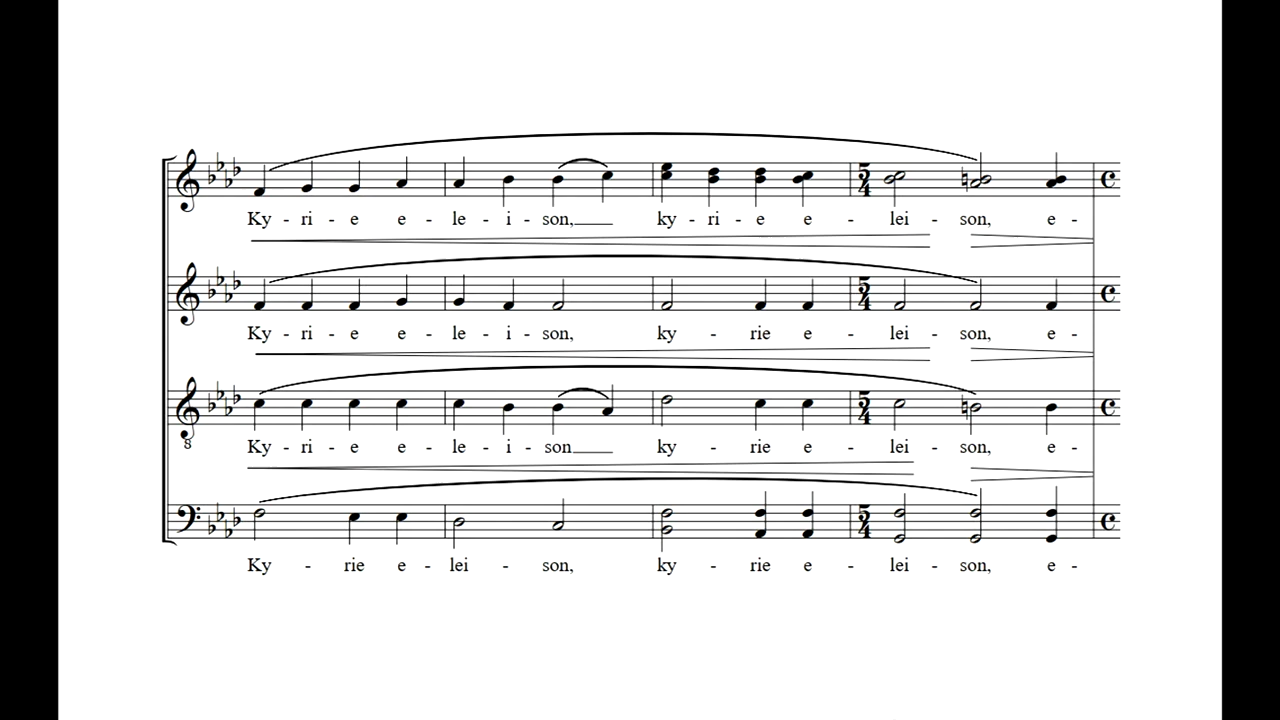 Ky - ri - e e - le - i - son, ky - ri - e e - lei - son, e -
Ky - ri - e e - le - i - son, ky - rie e - lei - son, e -
Ky - ri - e e - le - i - son ky - rie e - lei - son, e -
Ky - rie e - lei - son, ky - rie e - lei - son, e -